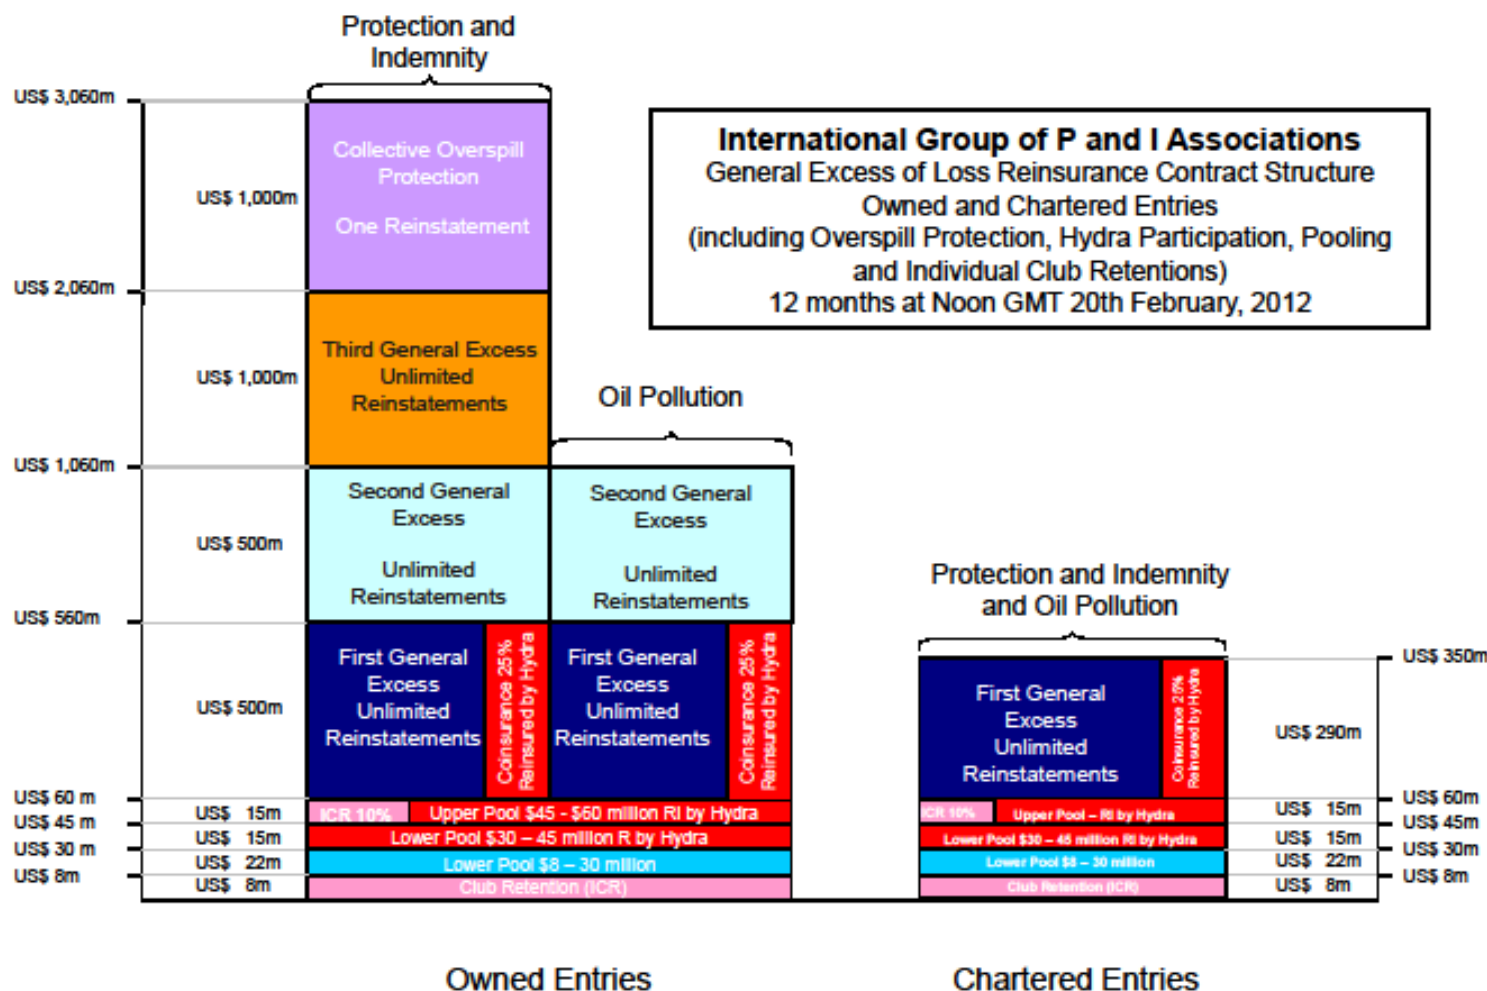 Protection and
Indemnity
US$ 3,060m
Collective Overspill
Protection
US$ 1,000m
One Reinstatement
International Group of P and I Associations
General Excess of Loss Reinsurance Contract Structure
Owned and Chartered Entries
(including Overspill Protection, Hydra Participation, Pooling
and Individual Club Retentions)
12 months at Noon GMT 20th February, 2012
US$ 2,060m
Third General Excess
US$ 1,000m
Unlimited
Reinstatements
Oil Pollution
US$ 1,060m
Second General
Excess
US$ 500m
Unlimited
Reinstatements
Second General
Excess
Unlimited
Reinstatements
US$ 560m
First General
Excess
Unlimited
Reinstatements
US$ 500m
Coinsurance 25%
Reinsured by Hydra
First General
Excess
Unlimited
Reinstatements
Coinsurance 25%
Reinsured by Hydra
US$ 60 m
US$ 15m
ICR 10%
Upper Pool $45 - $60 million RI by Hydra
US$ 45 m
US$ 15m
Lower Pool $30 – 45 million R by Hydra
US$ 30 m
US$ 22m
Lower Pool $8 – 30 million
US$ 8m
US$ 8m
Club Retention (ICR)
Owned Entries
Protection and Indemnity
and Oil Pollution
US$ 350m
First General
Excess
Unlimited
Reinstatements
Coinsurance 25%
Reinsured by Hydra
US$ 290m
US$ 60m
ICR 10%
Upper Pool – RI by Hydra
US$ 15m
US$ 45m
Lower Pool $30 – 45 million RI by Hydra
US$ 15m
US$ 30m
Lower Pool $8 – 30 million
US$ 22m
US$ 8m
Club Retention (ICR)
US$ 8m
Chartered Entries